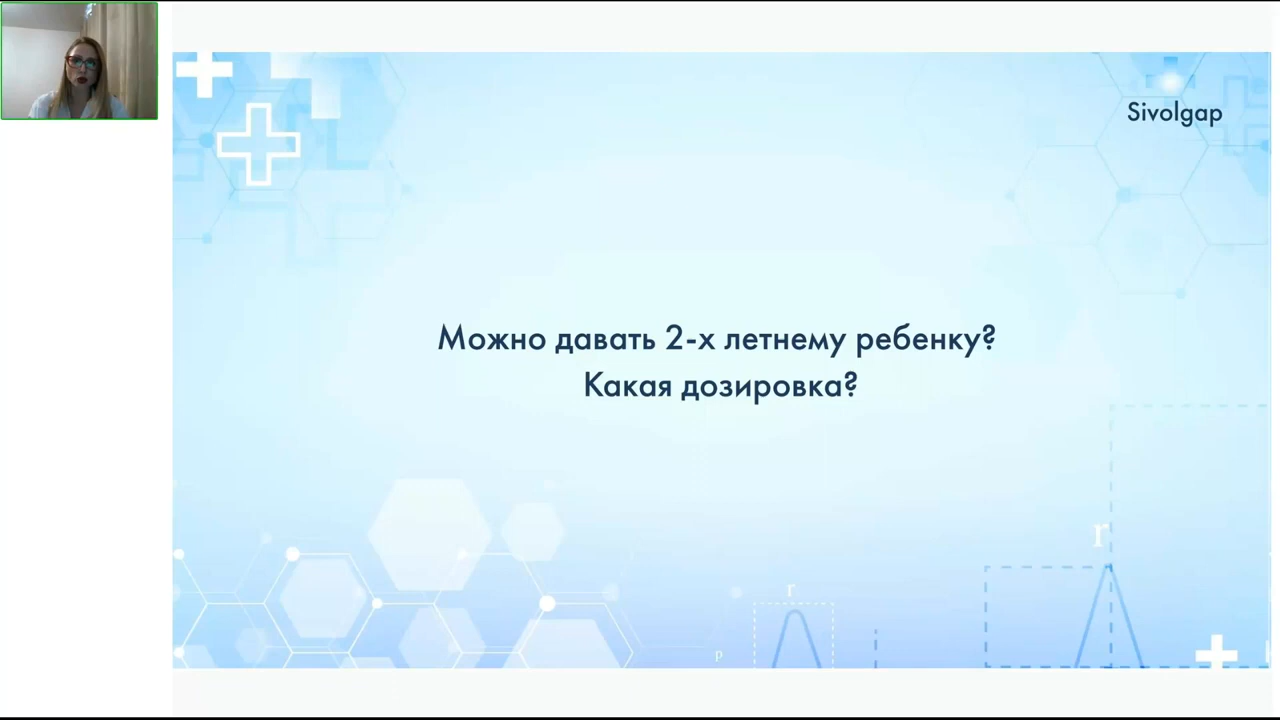 Sivolgap
Можно давать 2-х летнему ребенку?
Какая дозировка?
r
r
p